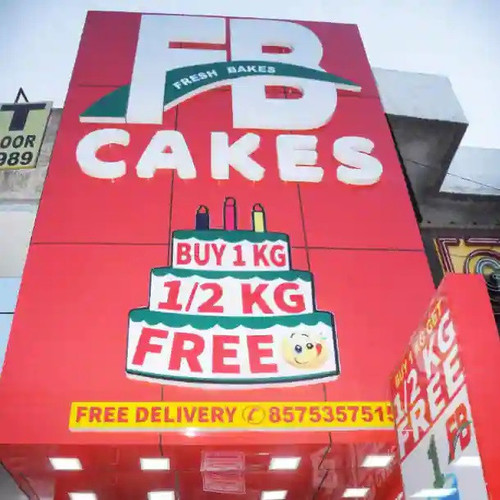 FB
FRESH BAKES
CAKES
BUY 1 KG
1/2 KG
FREE
FREE DELIVERY ✆ 8575357515
T
OOR
989
BUY 1 KG GET
1/2 KG
FREE
FB